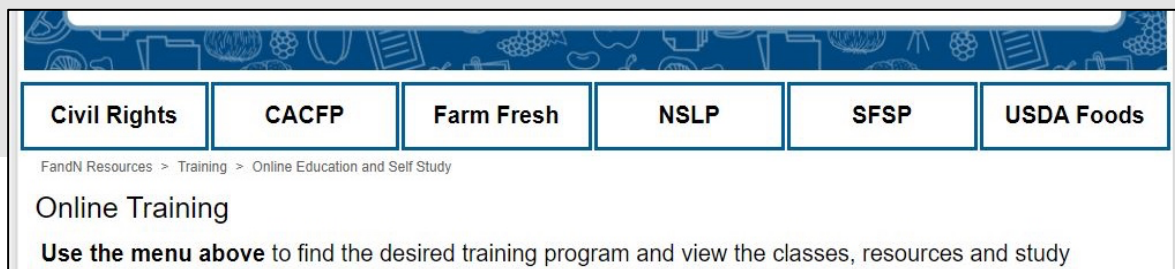 Civil Rights CACFP Farm Fresh NSLP SFSP USDA Foods
FandN Resources > Training > Online Education and Self Study
Online Training
Use the menu above to find the desired training program and view the classes, resources and study